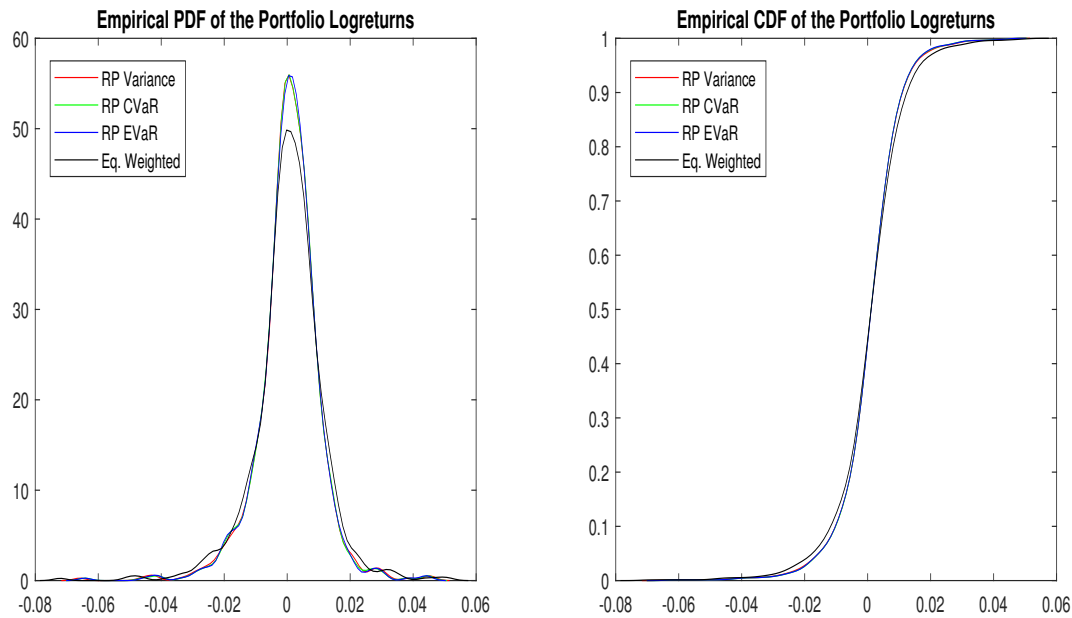 Empirical PDF of the Portfolio Logreturns
60
50
40
30
20
10
0
RP Variance
RP CVaR
RP EVaR
Eq. Weighted
-0.08 -0.06 -0.04 -0.02 0 0.02 0.04 0.06
Empirical CDF of the Portfolio Logreturns
1
0.9
0.8
0.7
0.6
0.5
0.4
0.3
0.2
0.1
0
RP Variance
RP CVaR
RP EVaR
Eq. Weighted
-0.08 -0.06 -0.04 -0.02 0 0.02 0.04 0.06